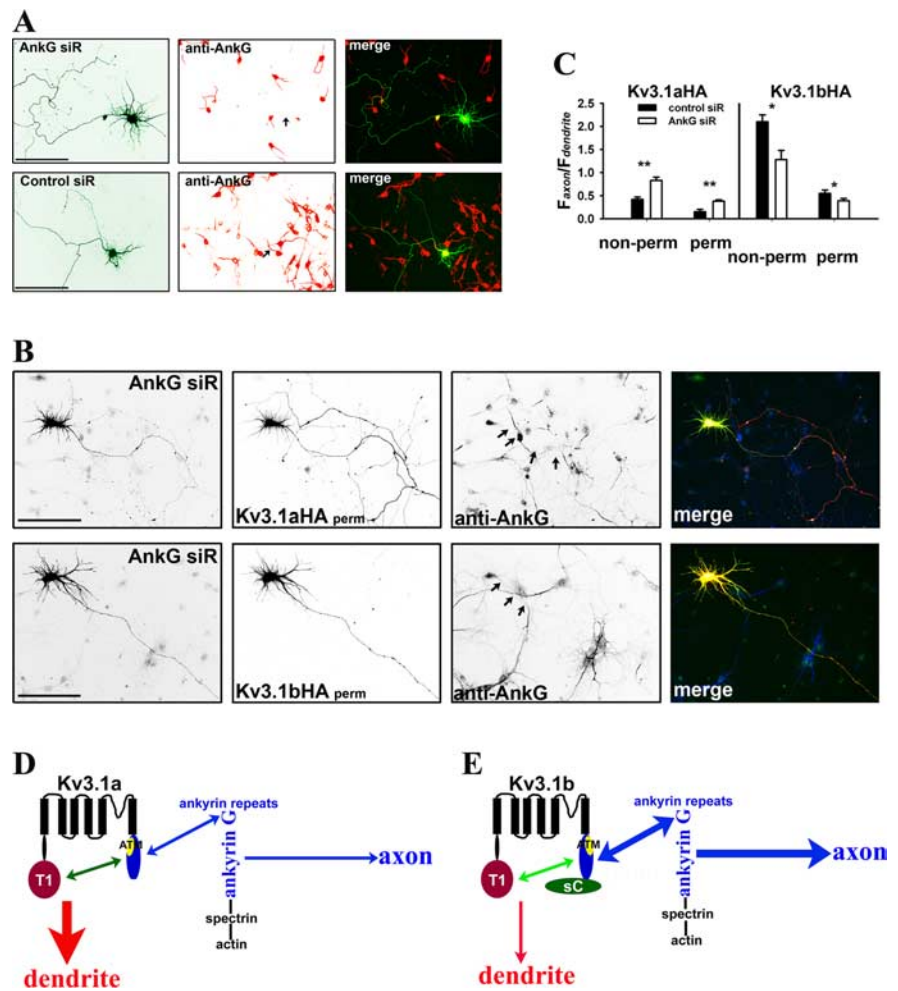 A
AnkG siR
anti-AnkG
merge
Control siR
anti-AnkG
merge
C
Kv3.1aHA
Kv3.1bHA
control siR
AnkG siR
Faxon/Fdendrite
2.5
2.0
1.5
1.0
0.5
0.0
**
**
*
*
non-perm
perm
non-perm
perm
B
AnkG siR
Kv3.1aHA perm
anti-AnkG
merge
AnkG siR
Kv3.1bHA perm
anti-AnkG
merge
D
Kv3.1a
ankyrin repeats
ATM
T1
ankyrin G
axon
spectrin
actin
dendrite
E
Kv3.1b
ankyrin repeats
ATM
T1
sC
ankyrin G
axon
spectrin
actin
dendrite